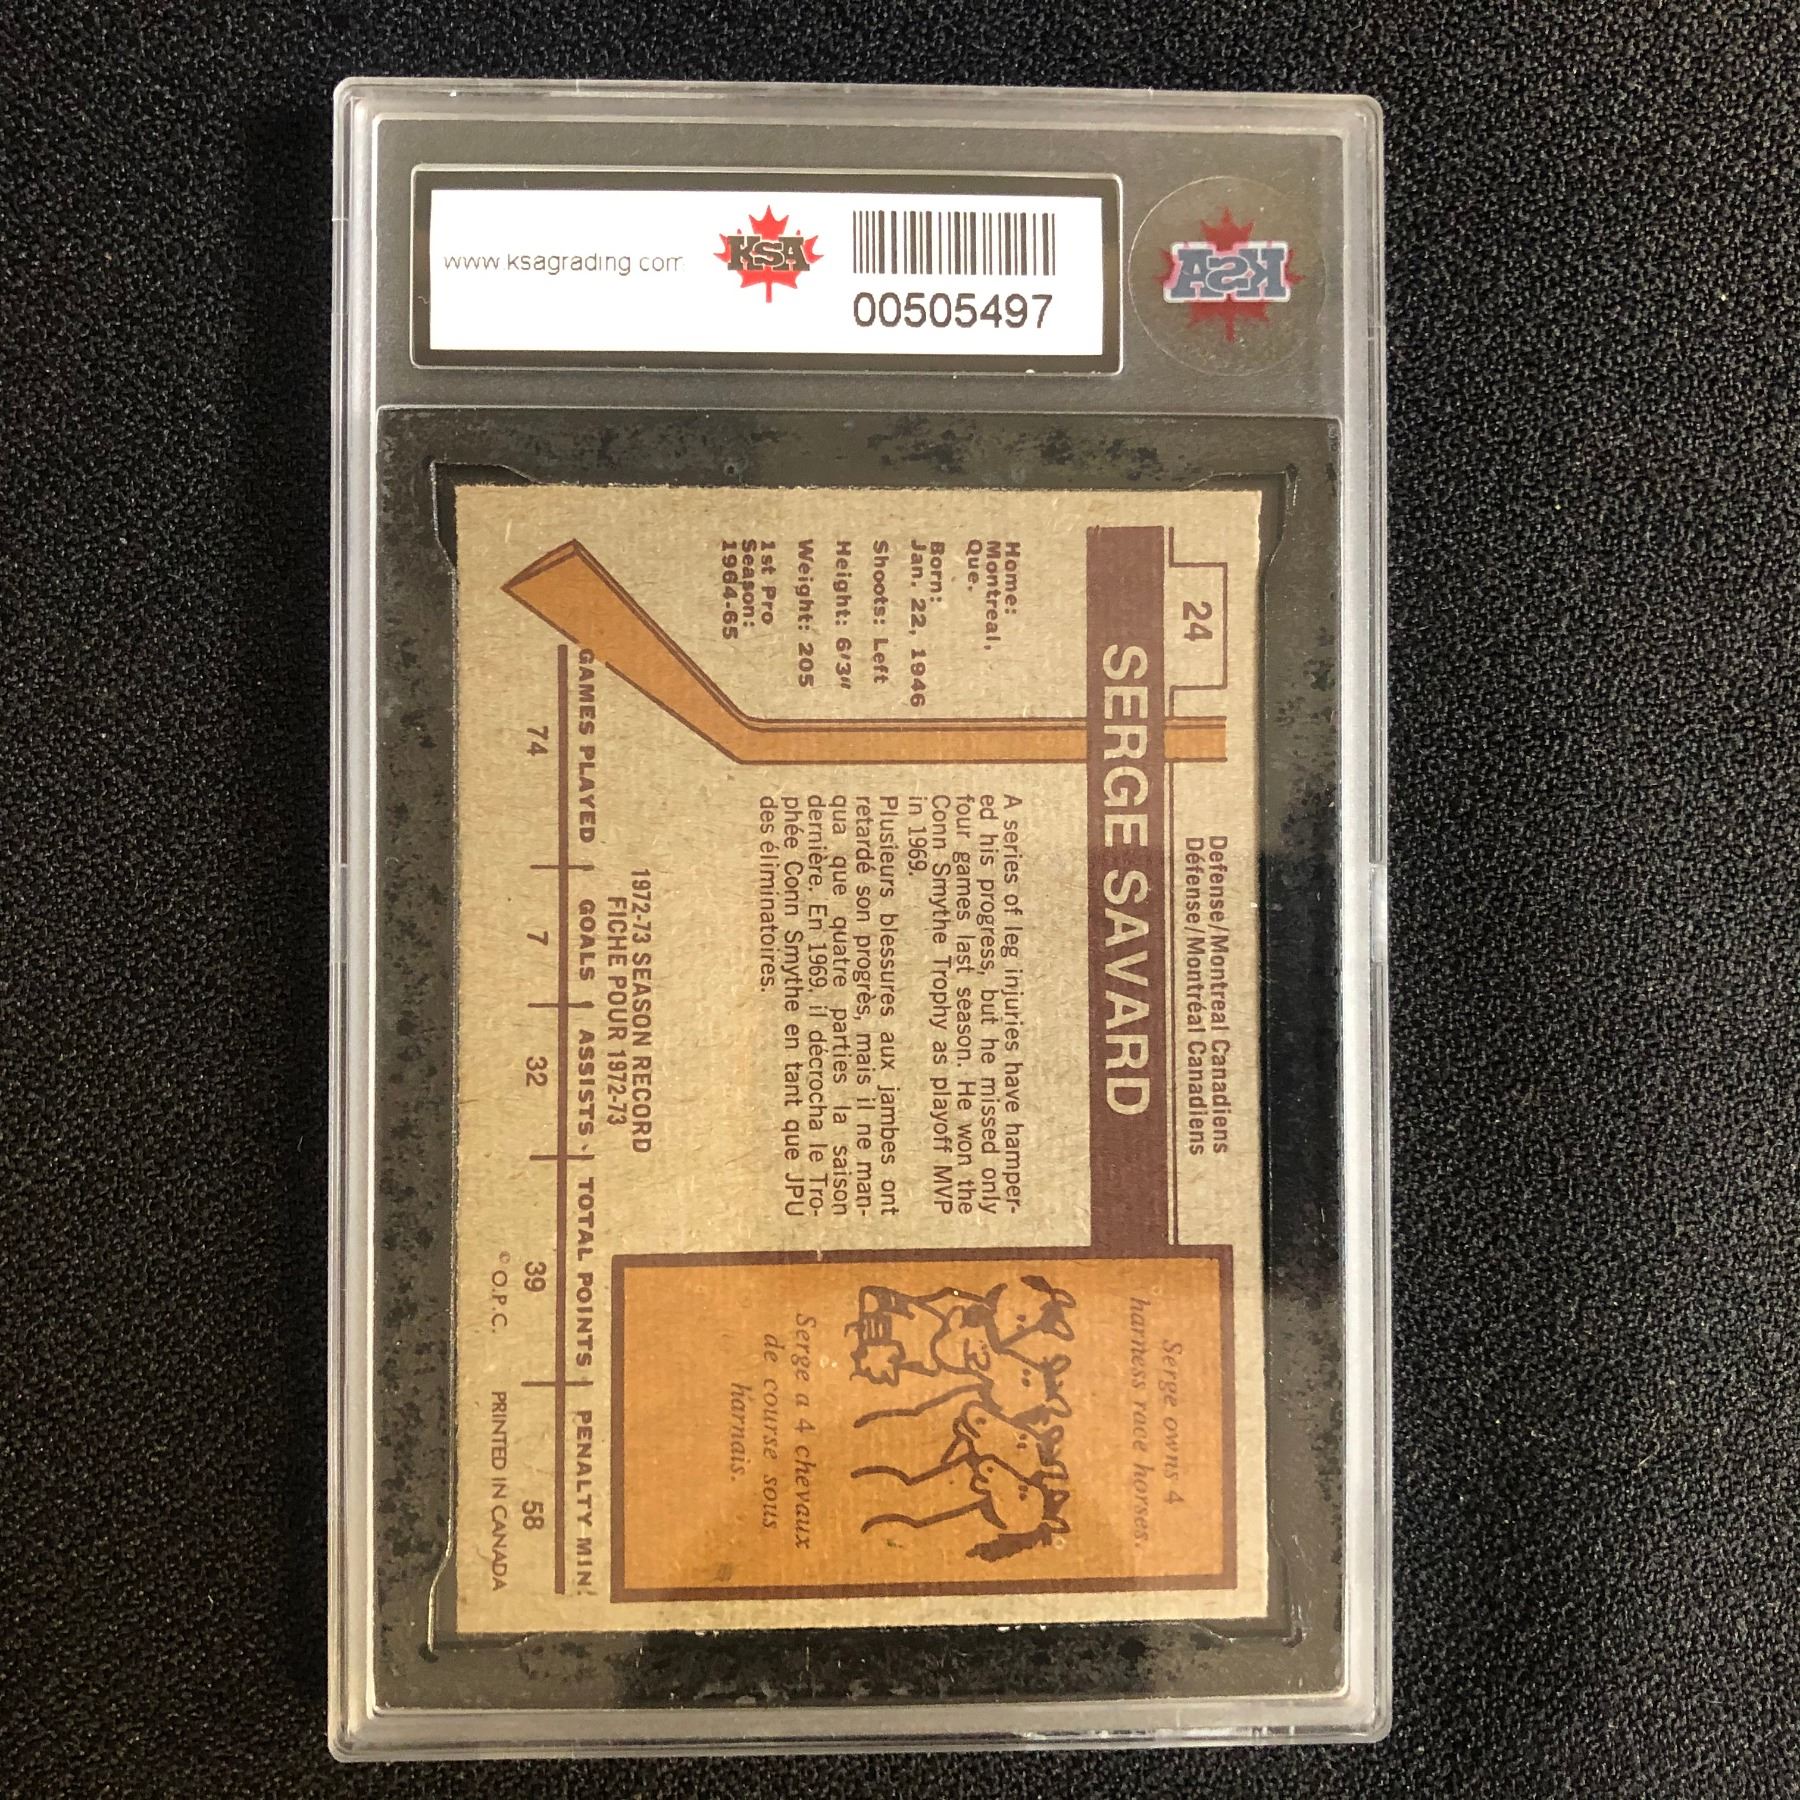 www.ksagrading.com
KSA
00505497
KSA
24
Defense/Montreal Canadiens
Défense/Montréal Canadiens
SERGE SAVARD
Home:
Montreal,
Que.
Born:
Jan. 22, 1946
Shoots: Left
Height: 6'3"
Weight: 205
1st Pro
Season:
1964-65
A series of leg injuries have hamper-
ed his progress, but he missed only
four games last season. He won the
Conn Smythe Trophy as playoff MVP
in 1969.
Plusieurs blessures aux jambes ont
retardé son progrès, mais il ne man-
qua que quatre parties la saison
dernière. En 1969, il décrocha le Tro-
phée Conn Smythe en tant que JPU
des éliminatoires.
Serge owns 4
harness race horses.
Serge a 4 chevaux
de course sous
harnais.
1972-73 SEASON RECORD
FICHE POUR 1972-73
GAMES PLAYED GOALS ASSISTS TOTAL POINTS PENALTY MIN.
74 7 32 39 58
© O.P.C. PRINTED IN CANADA